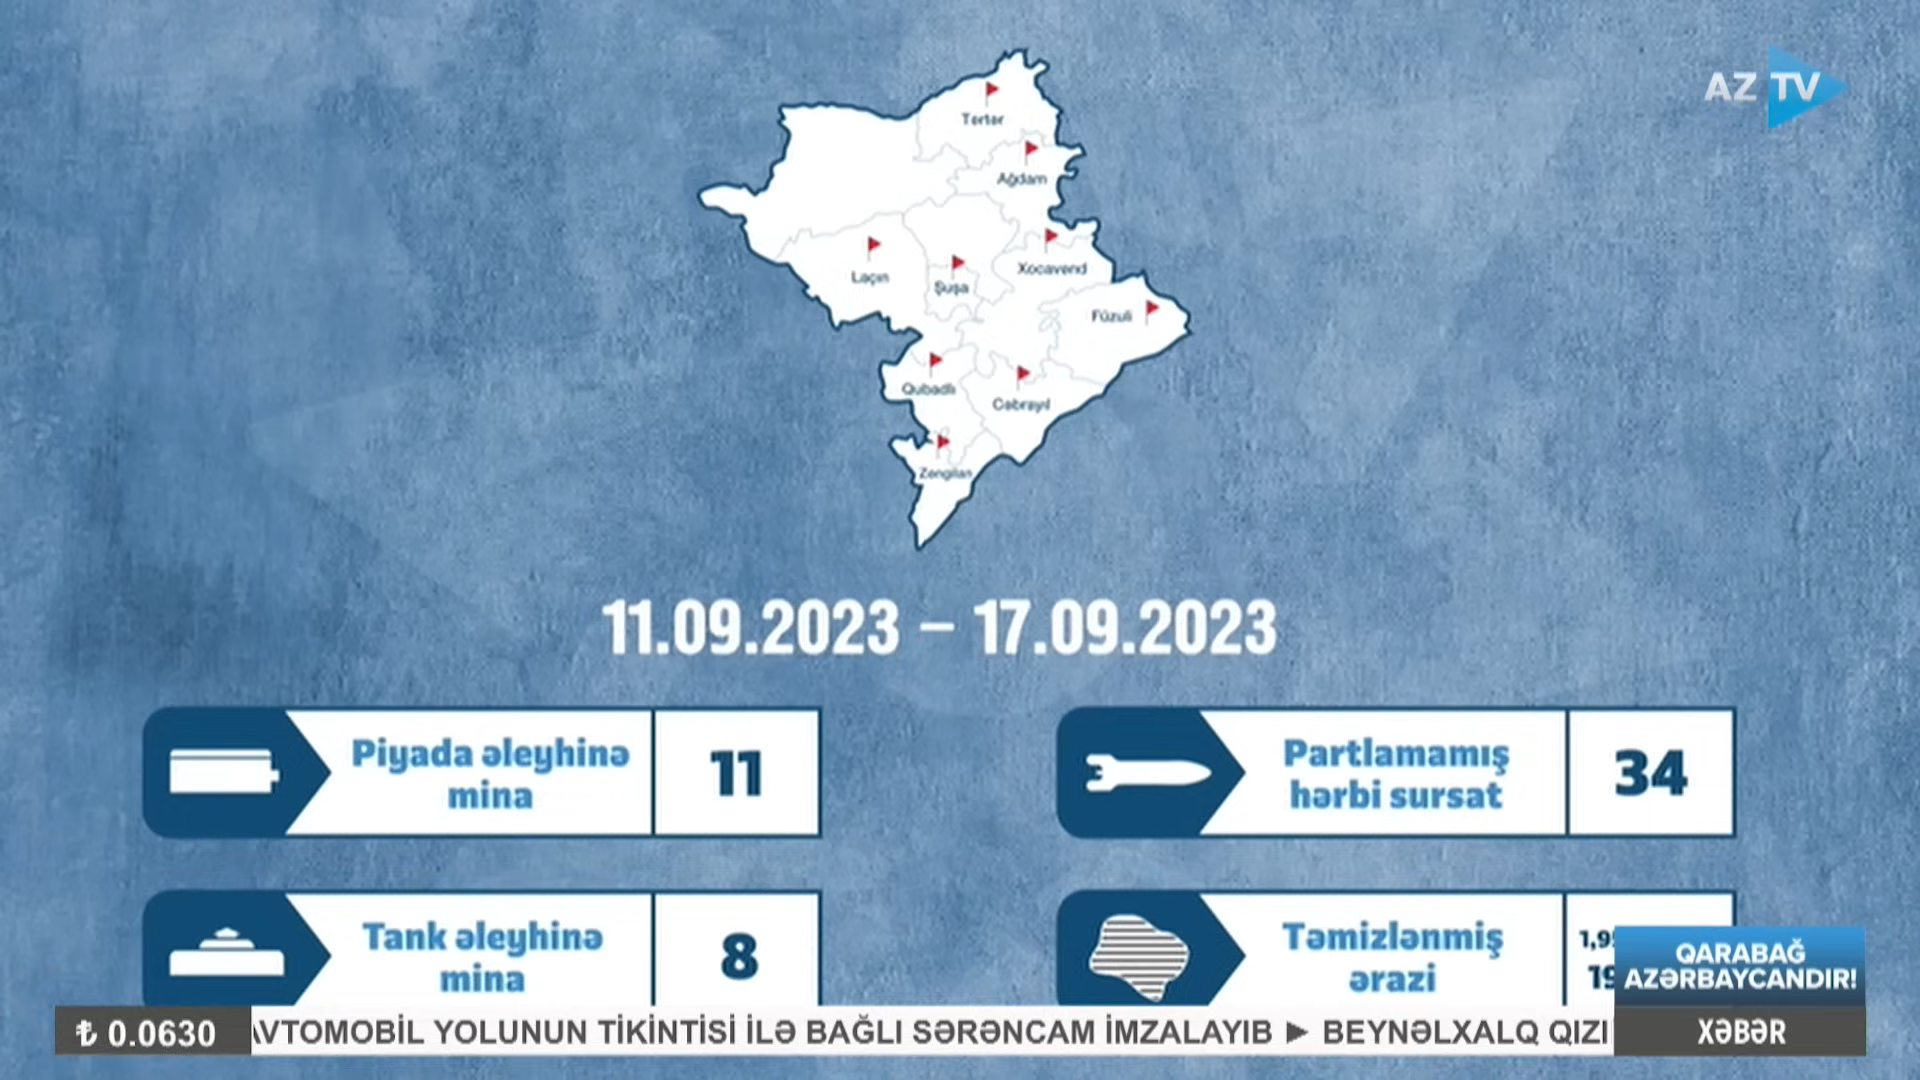 AZ TV
Tərtər
Ağdam
Xocavənd
Laçın
Şuşa
Füzuli
Qubadlı
Cəbrayıl
Zəngilan
11.09.2023 – 17.09.2023
Piyada əleyhinə
mina
11
Partlamamış
hərbi sursat
34
Tank əleyhinə
mina
8
Təmizlənmiş
ərazi
QARABAĞ
AZƏRBAYCANDIR!
₺ 0.0630
AVTOMOBİL YOLUNUN TİKİNTİSİ İLƏ BAĞLI SƏRƏNCAM İMZALAYIB ► BEYNƏLXALQ QIZI
XƏBƏR